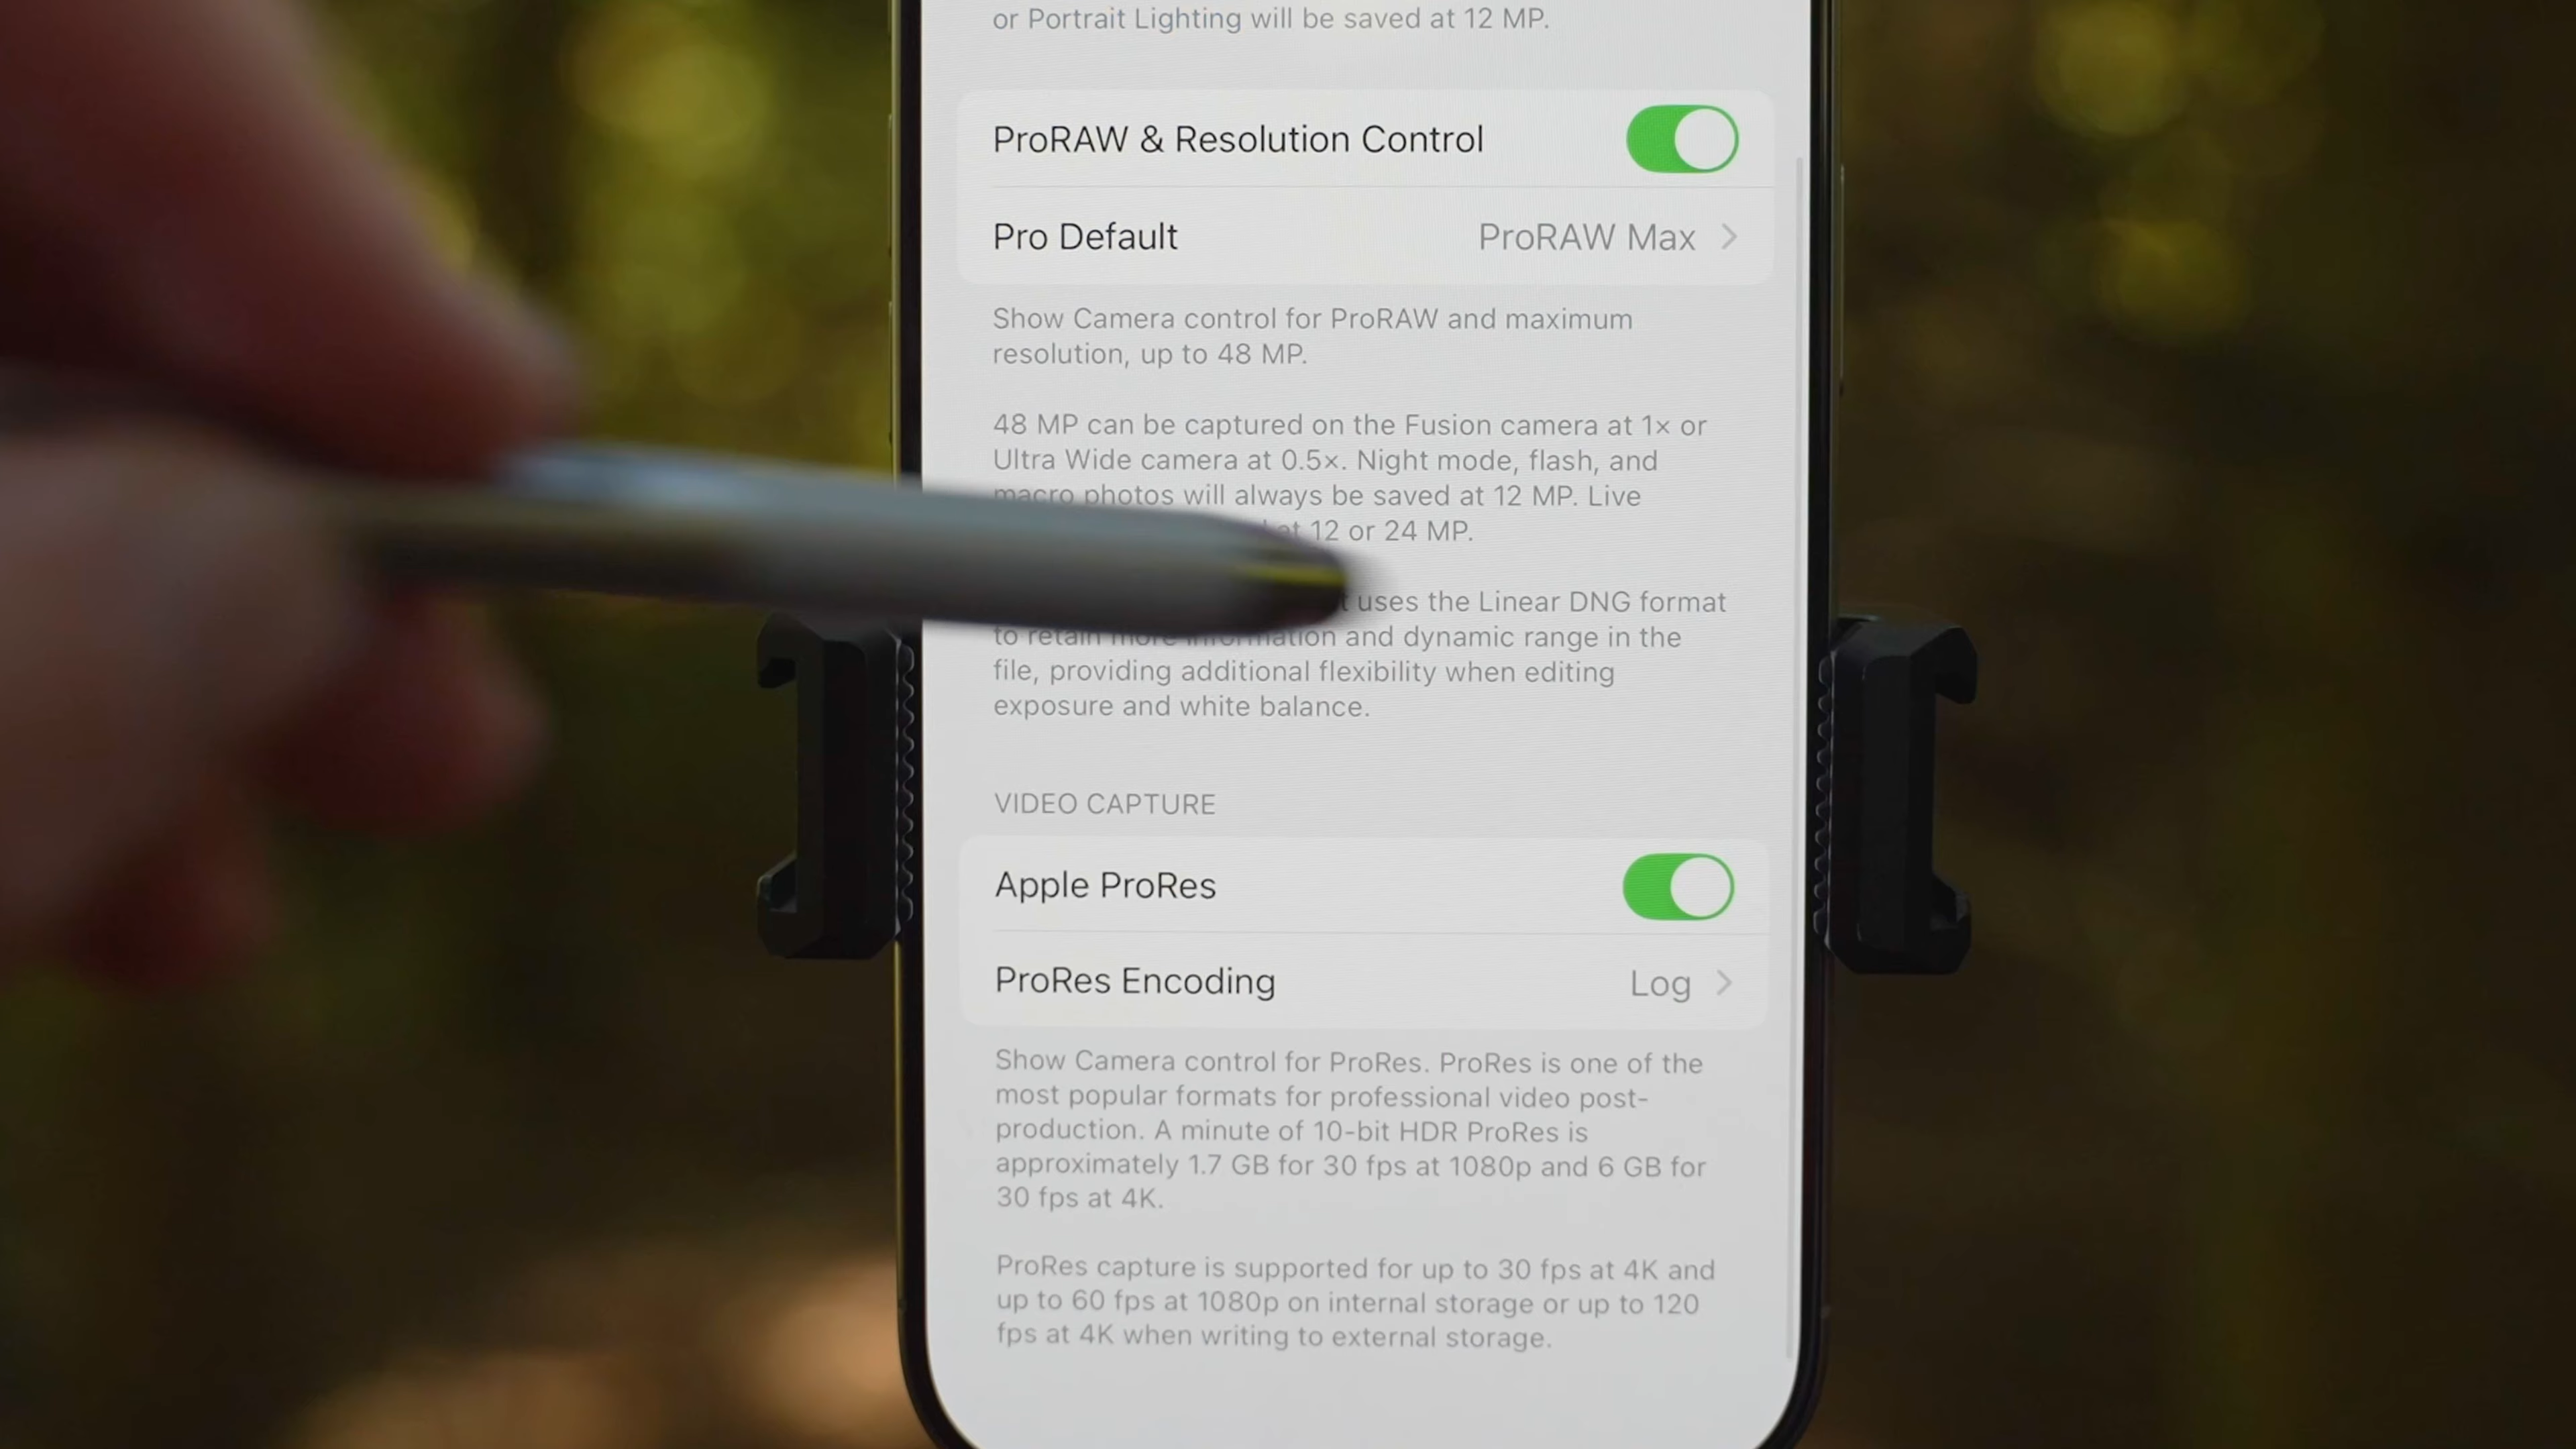 or Portrait Lighting will be saved at 12 MP.
ProRAW & Resolution Control
Pro Default ProRAW Max
Show Camera control for ProRAW and maximum
resolution, up to 48 MP.
48 MP can be captured on the Fusion camera at 1× or
Ultra Wide camera at 0.5×. Night mode, flash, and
macro photos will always be saved at 12 MP. Live
at 12 or 24 MP.
uses the Linear DNG format
to retain more information and dynamic range in the
file, providing additional flexibility when editing
exposure and white balance.
VIDEO CAPTURE
Apple ProRes
ProRes Encoding Log
Show Camera control for ProRes. ProRes is one of the
most popular formats for professional video post-
production. A minute of 10-bit HDR ProRes is
approximately 1.7 GB for 30 fps at 1080p and 6 GB for
30 fps at 4K.
ProRes capture is supported for up to 30 fps at 4K and
up to 60 fps at 1080p on internal storage or up to 120
fps at 4K when writing to external storage.